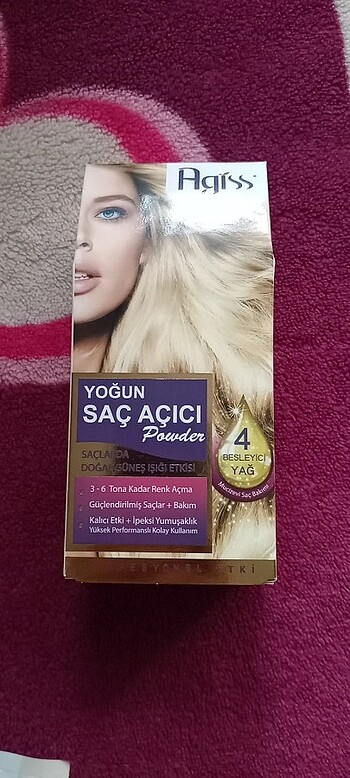 Agiss
YOĞUN
SAÇ AÇICI
Powder
SAÇLARDA
DOĞAL GÜNEŞ IŞIĞI ETKİSİ
4
BESLEYİCİ
YAĞ
Mucizevi Saç Bakımı
3 - 6 Tona Kadar Renk Açma
Güçlendirilmiş Saçlar + Bakım
Kalıcı Etki + İpeksi Yumuşaklık
Yüksek Performanslı Kolay Kullanım
ETKİ